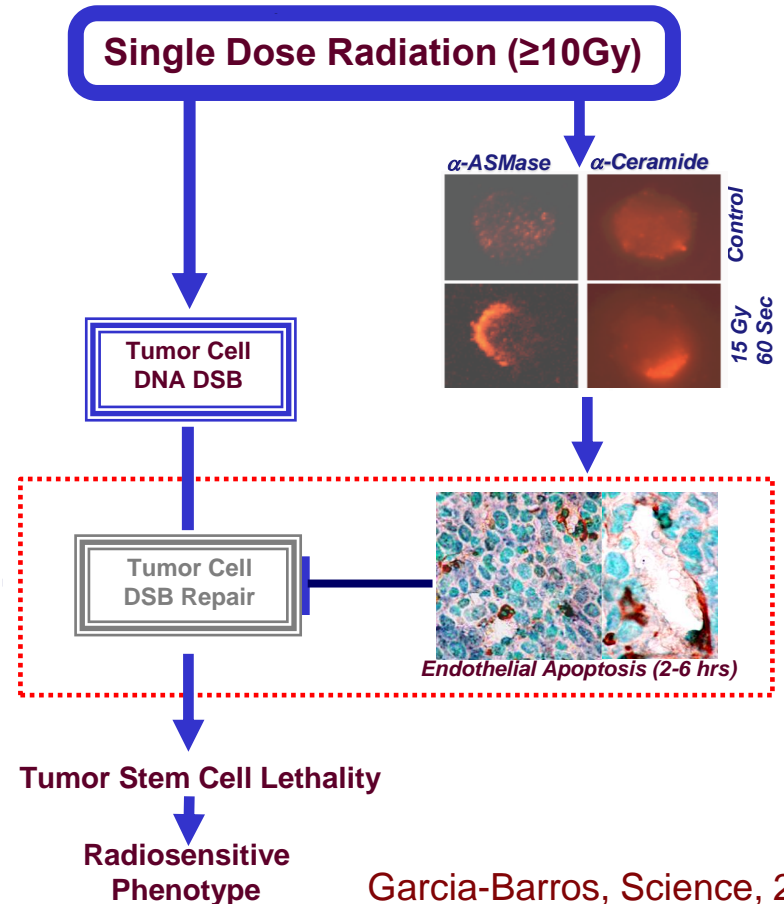 Single Dose Radiation (≥10Gy)
α-ASMase
α-Ceramide
Control
15 Gy
60 Sec
Tumor Cell
DNA DSB
Tumor Cell
DSB Repair
Endothelial Apoptosis (2-6 hrs)
Tumor Stem Cell Lethality
Radiosensitive
Phenotype
Garcia-Barros, Science, 2